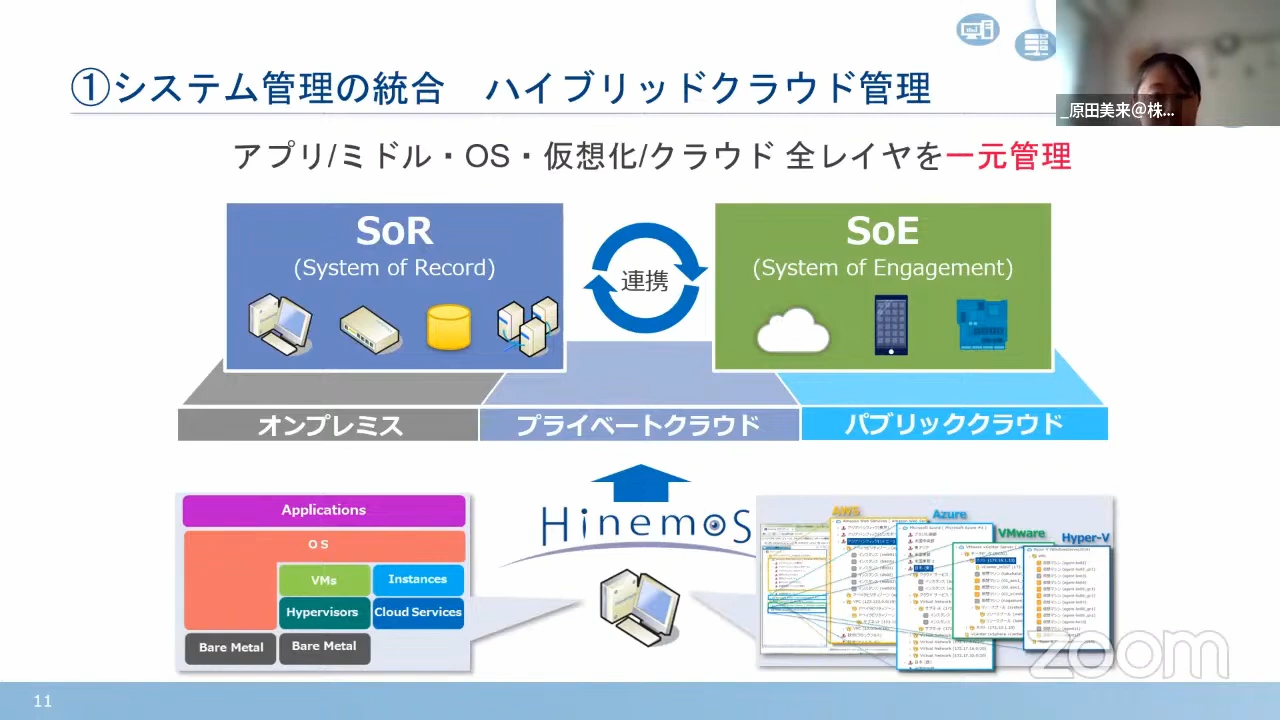 ①システム管理の統合　ハイブリッドクラウド管理
_原田美来＠株...
アプリ/ミドル・OS・仮想化/クラウド 全レイヤを一元管理
SoR
(System of Record)
連携
SoE
(System of Engagement)
オンプレミス
プライベートクラウド
パブリッククラウド
Applications
OS
VMs
Instances
Hypervisors
Cloud Services
Bare Metal
Bare Metal
Hinemos
AWS
Azure
VMware
Hyper-V
zoom
11